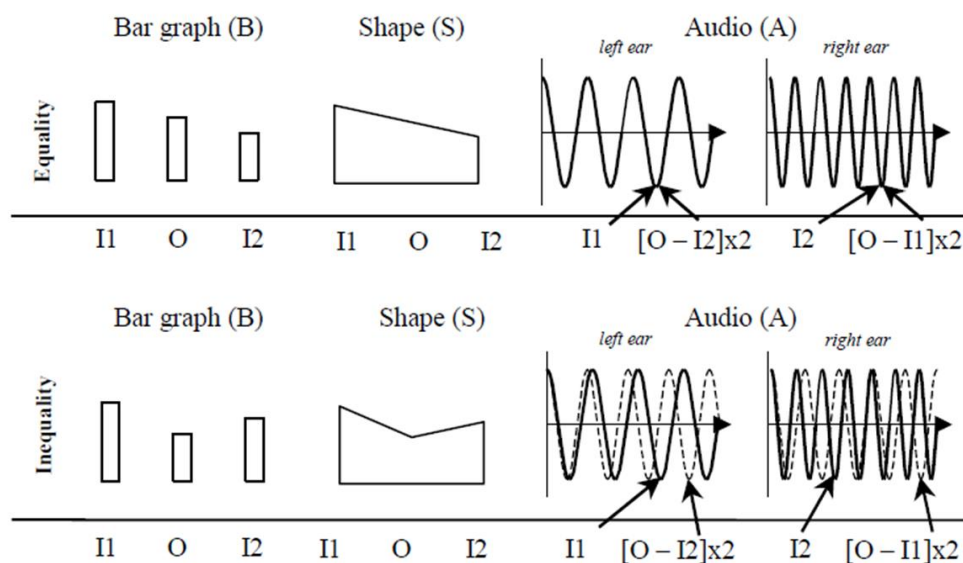 Bar graph (B) Shape (S) Audio (A)
left ear right ear
Equality
I1 O I2 I1 O I2 I1 [O – I2]x2 I2 [O – I1]x2
Bar graph (B) Shape (S) Audio (A)
left ear right ear
Inequality
I1 O I2 I1 O I2 I1 [O – I2]x2 I2 [O – I1]x2